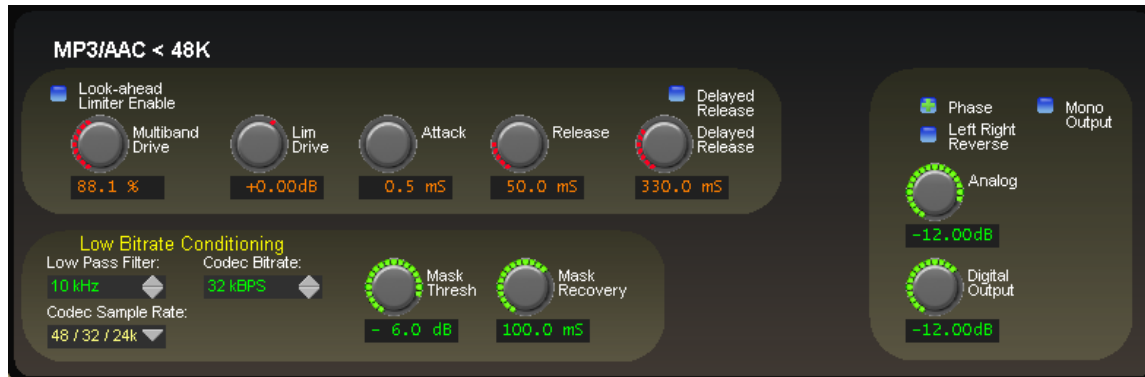 MP3/AAC < 48K
Look-ahead
Limiter Enable
Multiband
Drive
88.1 %
Lim
Drive
+0.00dB
Attack
0.5 mS
Release
50.0 mS
Delayed
Release
Delayed
Release
330.0 mS
Low Bitrate Conditioning
Low Pass Filter:
10 kHz
Codec Bitrate:
32 kBPS
Codec Sample Rate:
48 / 32 / 24k
Mask
Thresh
- 6.0 dB
Mask
Recovery
100.0 mS
Phase
Left Right
Reverse
Mono
Output
Analog
-12.00dB
Digital
Output
-12.00dB